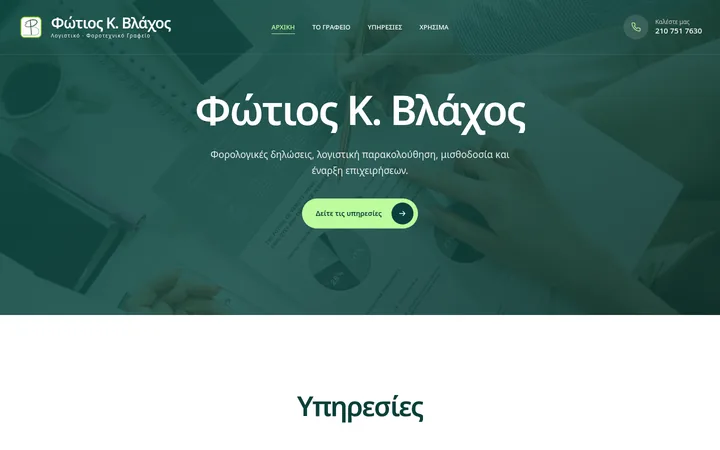 Φώτιος Κ. Βλάχος
Λογιστικό · Φοροτεχνικό Γραφείο
ΑΡΧΙΚΗ
ΤΟ ΓΡΑΦΕΙΟ
ΥΠΗΡΕΣΙΕΣ
ΧΡΗΣΙΜΑ
Καλέστε μας
210 751 7630
Φώτιος Κ. Βλάχος
Φορολογικές δηλώσεις, λογιστική παρακολούθηση, μισθοδοσία και
έναρξη επιχειρήσεων.
Δείτε τις υπηρεσίες
Υπηρεσίες